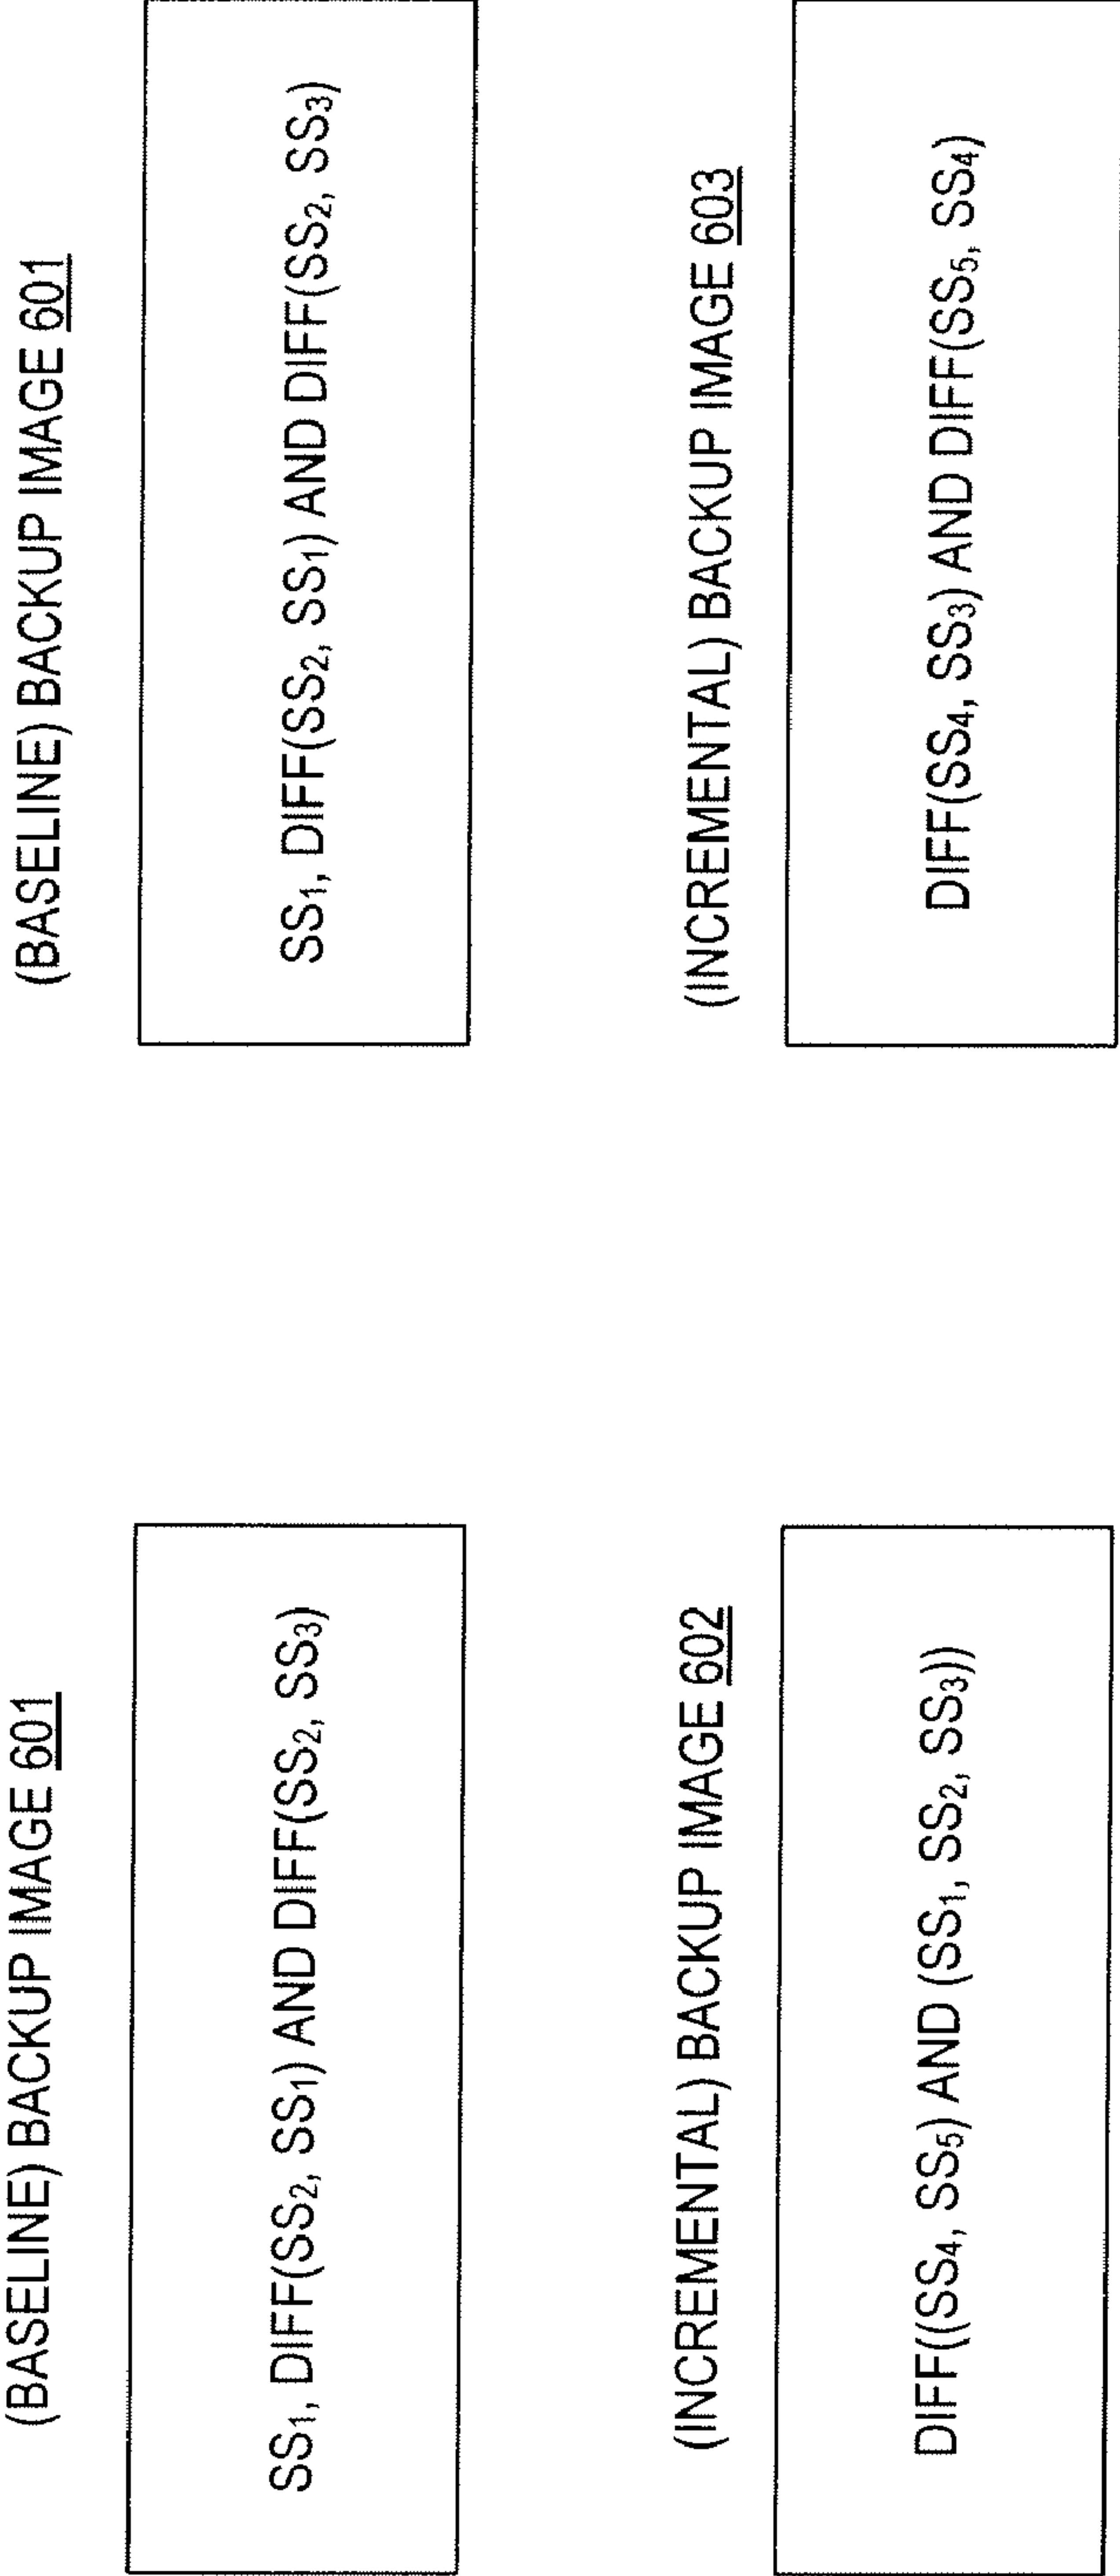 (BASELINE) BACKUP IMAGE 601
SS₁, DIFF(SS₂, SS₁) AND DIFF(SS₂, SS₃)
(INCREMENTAL) BACKUP IMAGE 602
DIFF((SS₄, SS₅) AND (SS₁, SS₂, SS₃))
(BASELINE) BACKUP IMAGE 601
SS₁, DIFF(SS₂, SS₁) AND DIFF(SS₂, SS₃)
(INCREMENTAL) BACKUP IMAGE 603
DIFF(SS₄, SS₃) AND DIFF(SS₅, SS₄)